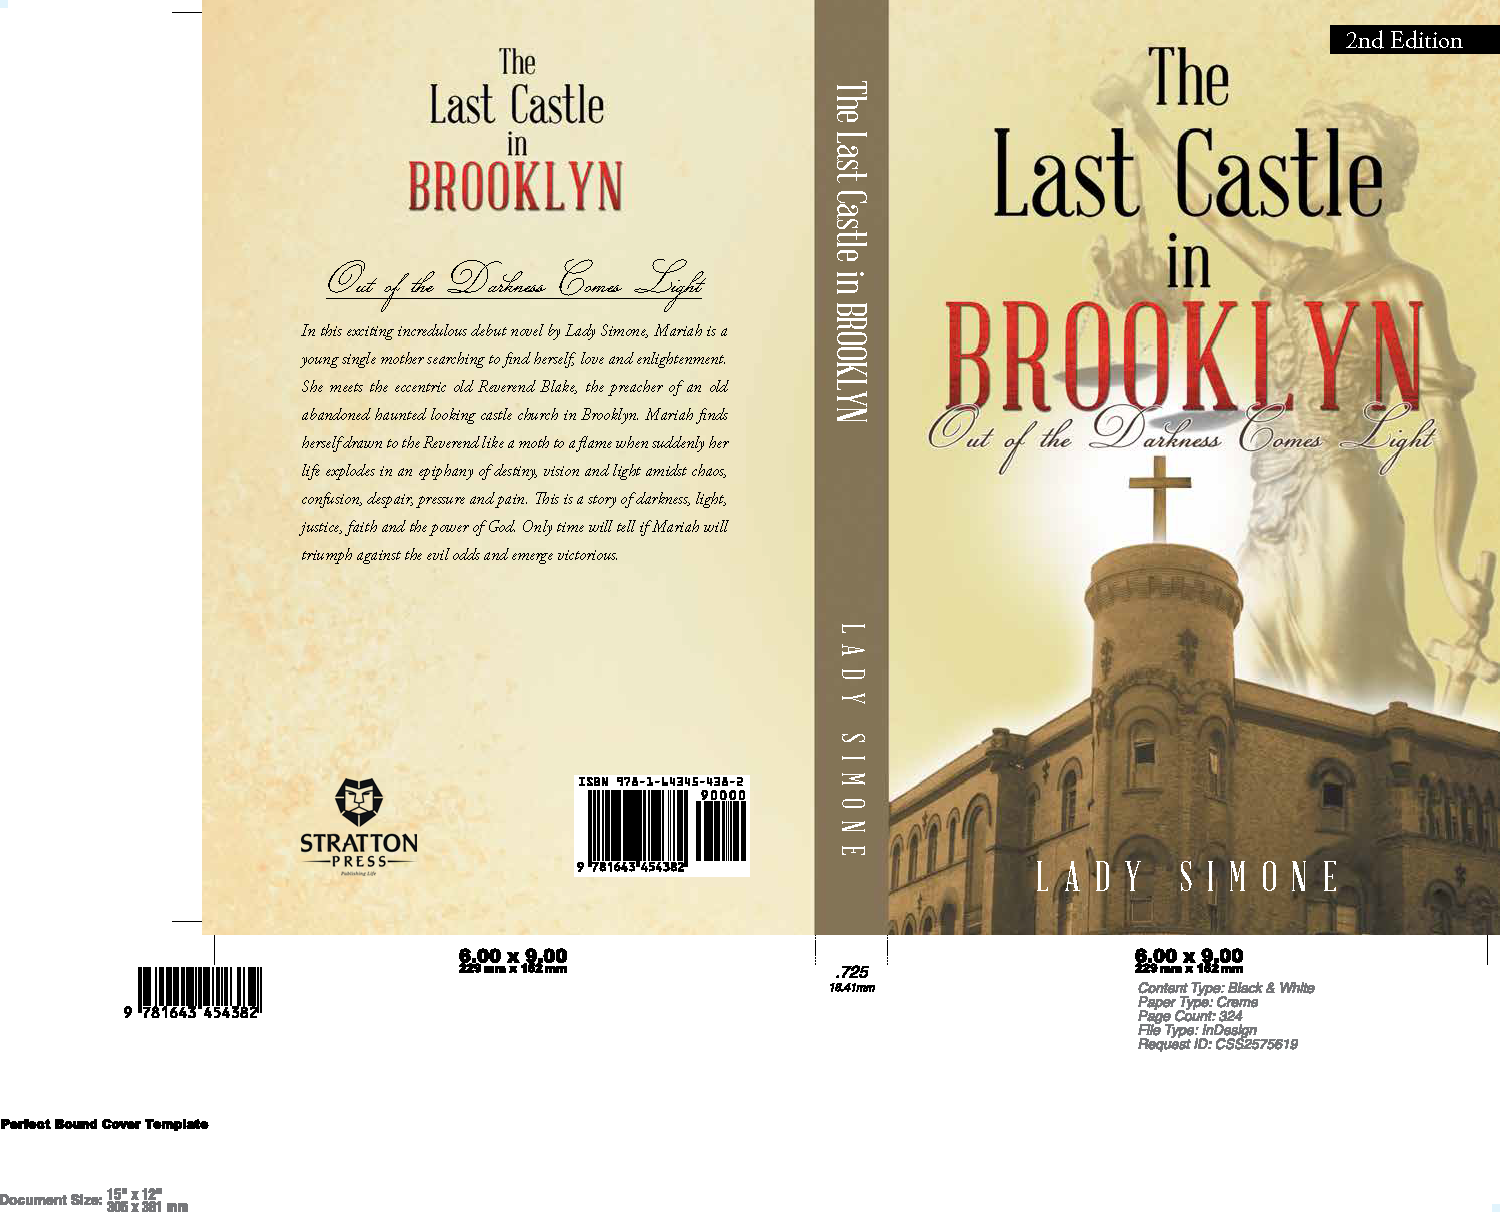 The
Last Castle
in
BROOKLYN
Out of the Darkness Comes Light
In this exciting incredulous debut novel by Lady Simone, Mariah is a
young single mother searching to find herself, love and enlightenment.
She meets the eccentric old Reverend Blake, the preacher of an old
abandoned haunted looking castle church in Brooklyn. Mariah finds
herself drawn to the Reverend like a moth to a flame when suddenly her
life explodes in an epiphany of destiny, vision and light amidst chaos,
confusion, despair, pressure and pain. This is a story of darkness, light,
justice, faith and the power of God. Only time will tell if Mariah will
triumph against the evil odds and emerge victorious.
STRATTON
PRESS
Publishing Life
ISBN 978-1-64345-438-2
90000
9 781643 454382
The Last Castle in BROOKLYN
LADY SIMONE
2nd Edition
The
Last Castle
in
BROOKLYN
Out of the Darkness Comes Light
LADY SIMONE
6.00 x 9.00
229 mm x 152 mm
.725
18.41mm
6.00 x 9.00
229 mm x 152 mm
Content Type: Black & White
Paper Type: Creme
Page Count: 324
File Type: InDesign
Request ID: CSS2575619
9 781643 454382
Perfect Bound Cover Template
Document Size: 15" x 12"
305 x 381 mm